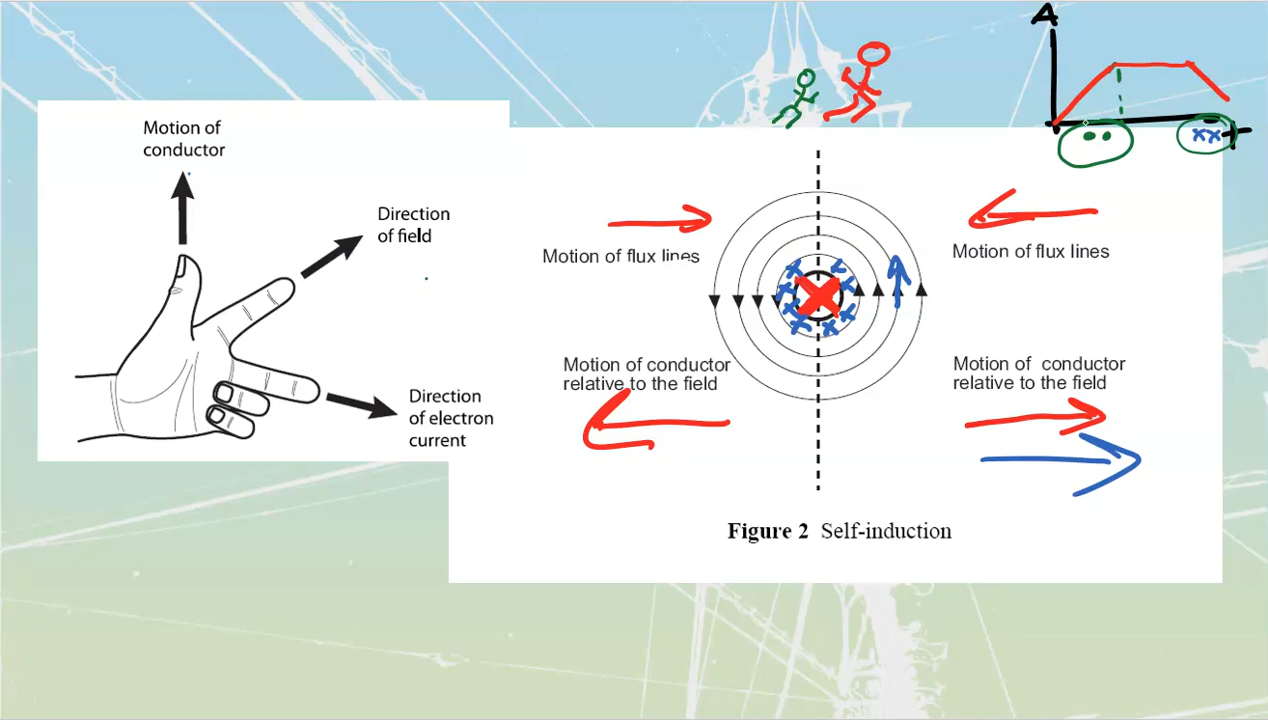 Motion of
conductor
Direction
of field
Direction
of electron
current
Motion of flux lines
Motion of flux lines
Motion of conductor
relative to the field
Motion of conductor
relative to the field
Figure 2 Self-induction
A
xx
t